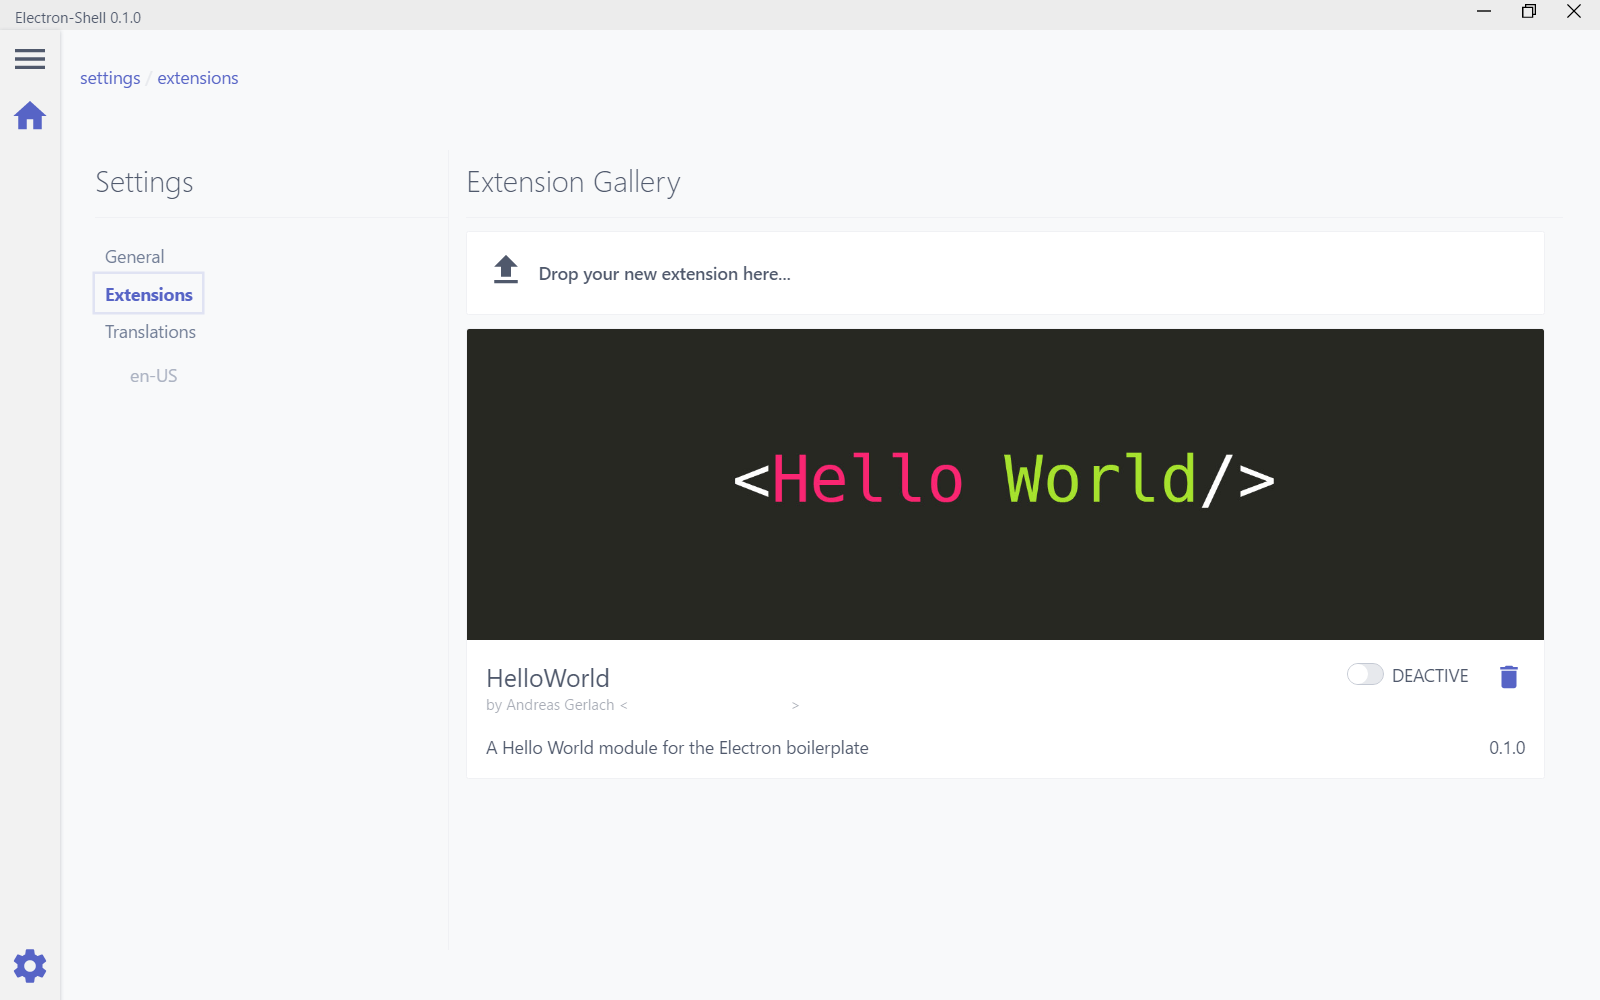 Electron-Shell 0.1.0
settings / extensions
Settings
General
Extensions
Translations
en-US
Extension Gallery
Drop your new extension here...
<Hello World/>
HelloWorld
DEACTIVE
by Andreas Gerlach < >
A Hello World module for the Electron boilerplate
0.1.0